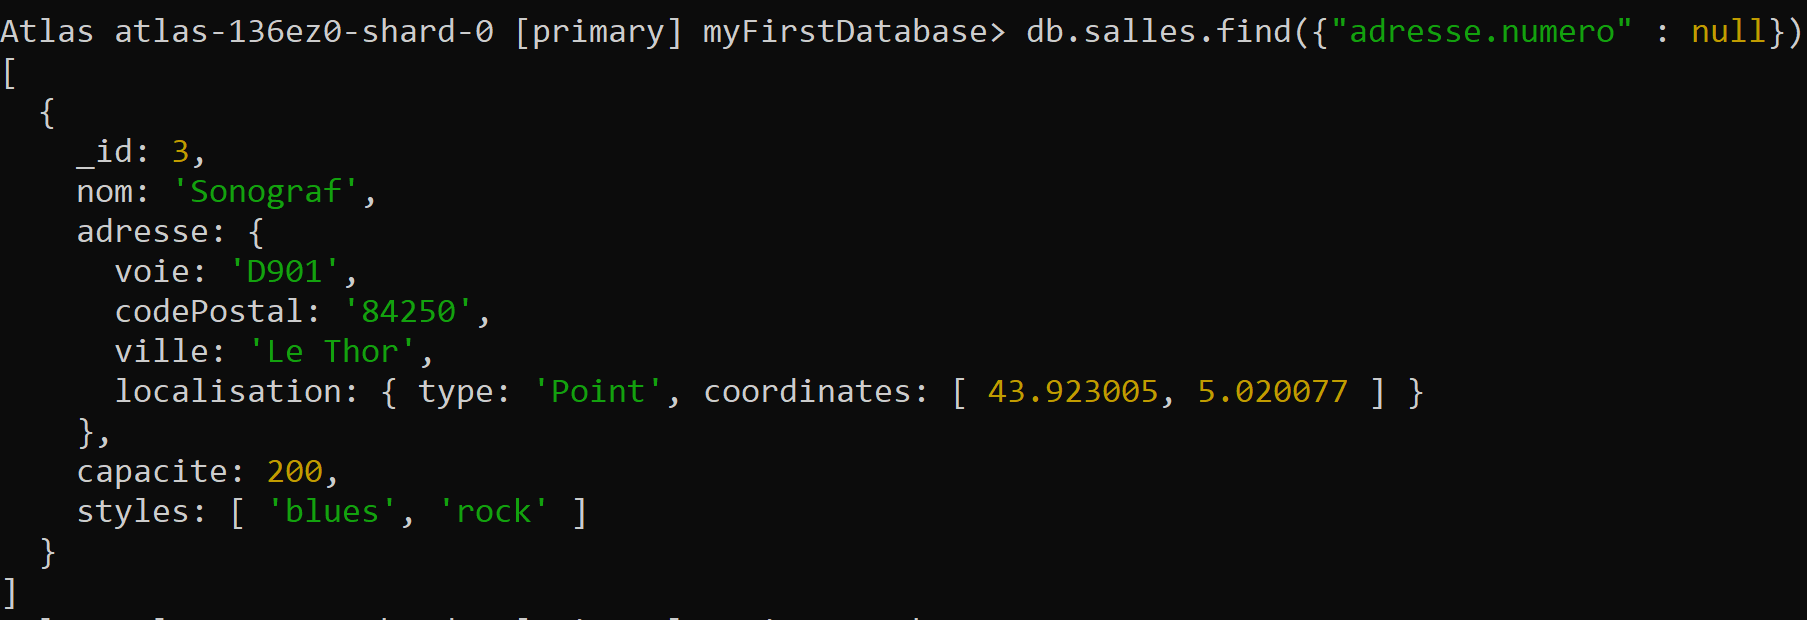 Atlas atlas-136ez0-shard-0 [primary] myFirstDatabase> db.salles.find({"adresse.numero" : null})
[
  {
    _id: 3,
    nom: 'Sonograf',
    adresse: {
      voie: 'D901',
      codePostal: '84250',
      ville: 'Le Thor',
      localisation: { type: 'Point', coordinates: [ 43.923005, 5.020077 ] }
    },
    capacite: 200,
    styles: [ 'blues', 'rock' ]
  }
]